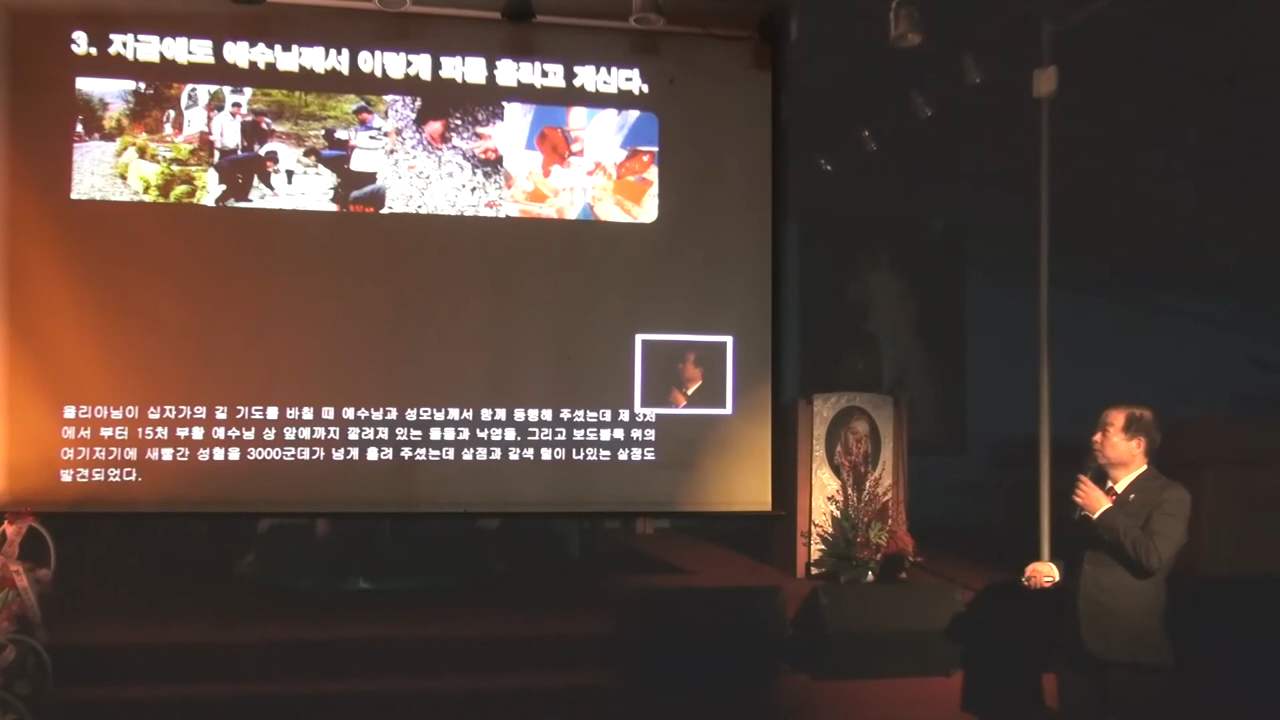 3. 지금에도 예수님께서 이렇게 피를 흘리고 계신다.
율리아님이 십자가의 길 기도를 바칠 때 예수님과 성모님께서 함께 동행해 주셨는데 제 3처
에서 부터 15처 부활 예수님 상 앞에까지 깔려져 있는 돌들과 낙엽들, 그리고 보도블록 위의
여기저기에 새빨간 성혈을 3000군데가 넘게 흘려 주셨는데 살점과 갈색 털이 나있는 살점도
발견되었다.